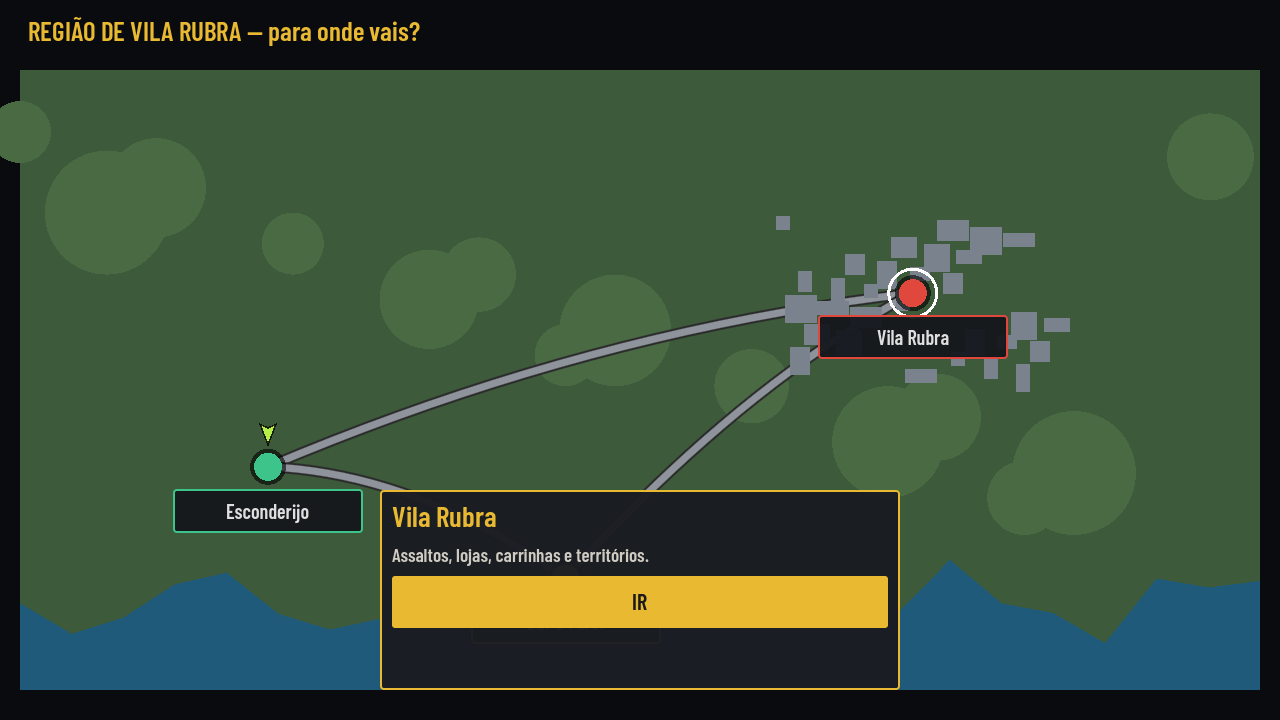 REGIÃO DE VILA RUBRA — para onde vais?
Vila Rubra
Esconderijo
Vila Rubra
Assaltos, lojas, carrinhas e territórios.
IR